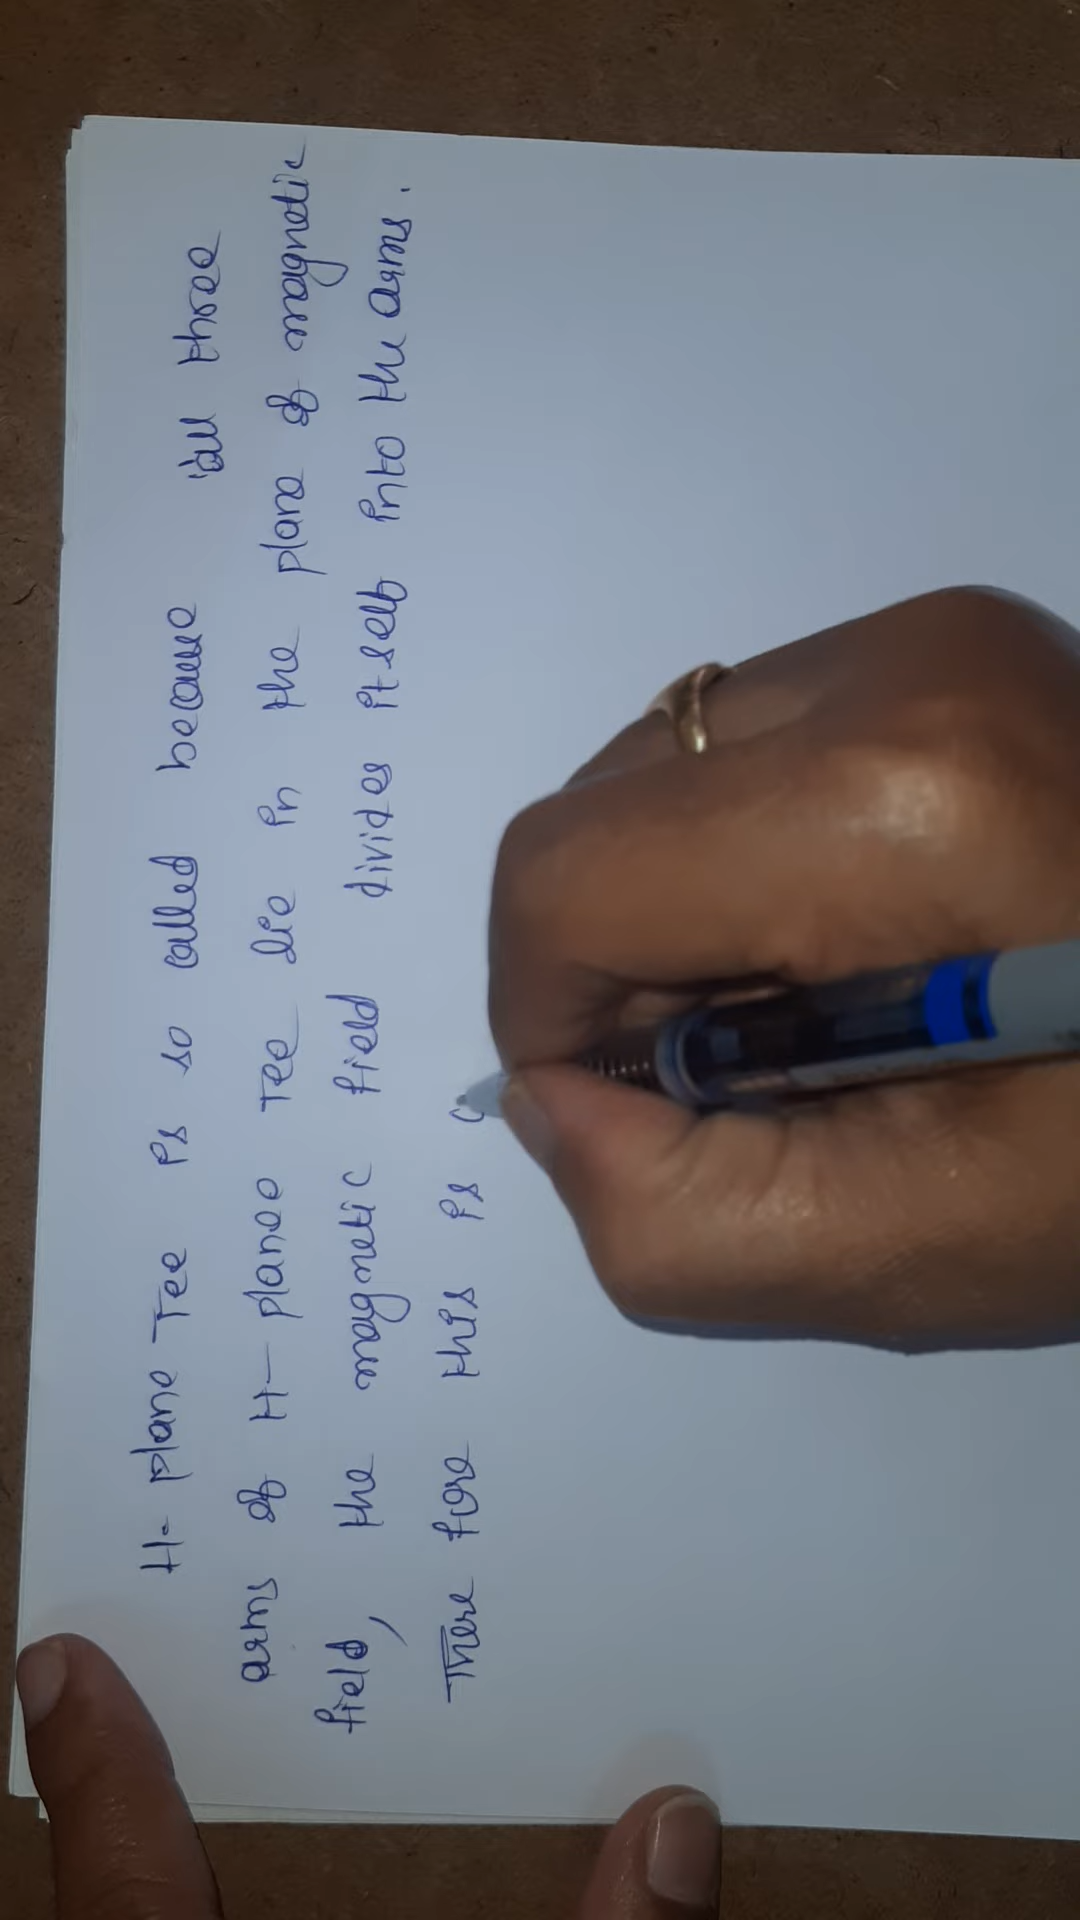 H- plane Tee is so called because all three
arms of H- planee Tee lie in the plane of magnetic
field, the magnetic field divides itself into the arms.
There fore this is